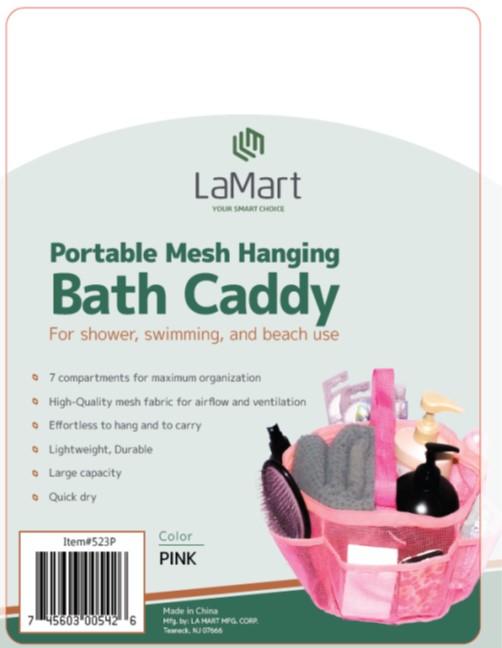 LaMart
YOUR SMART CHOICE
Portable Mesh Hanging
Bath Caddy
For shower, swimming, and beach use
7 compartments for maximum organization
High-Quality mesh fabric for airflow and ventilation
Effortless to hang and to carry
Lightweight, Durable
Large capacity
Quick dry
Item#523P
7 45603 00542 6
Color
PINK
Made in China
Mfg. by: LA MART MFG. CORP.
Teaneck, NJ 07666